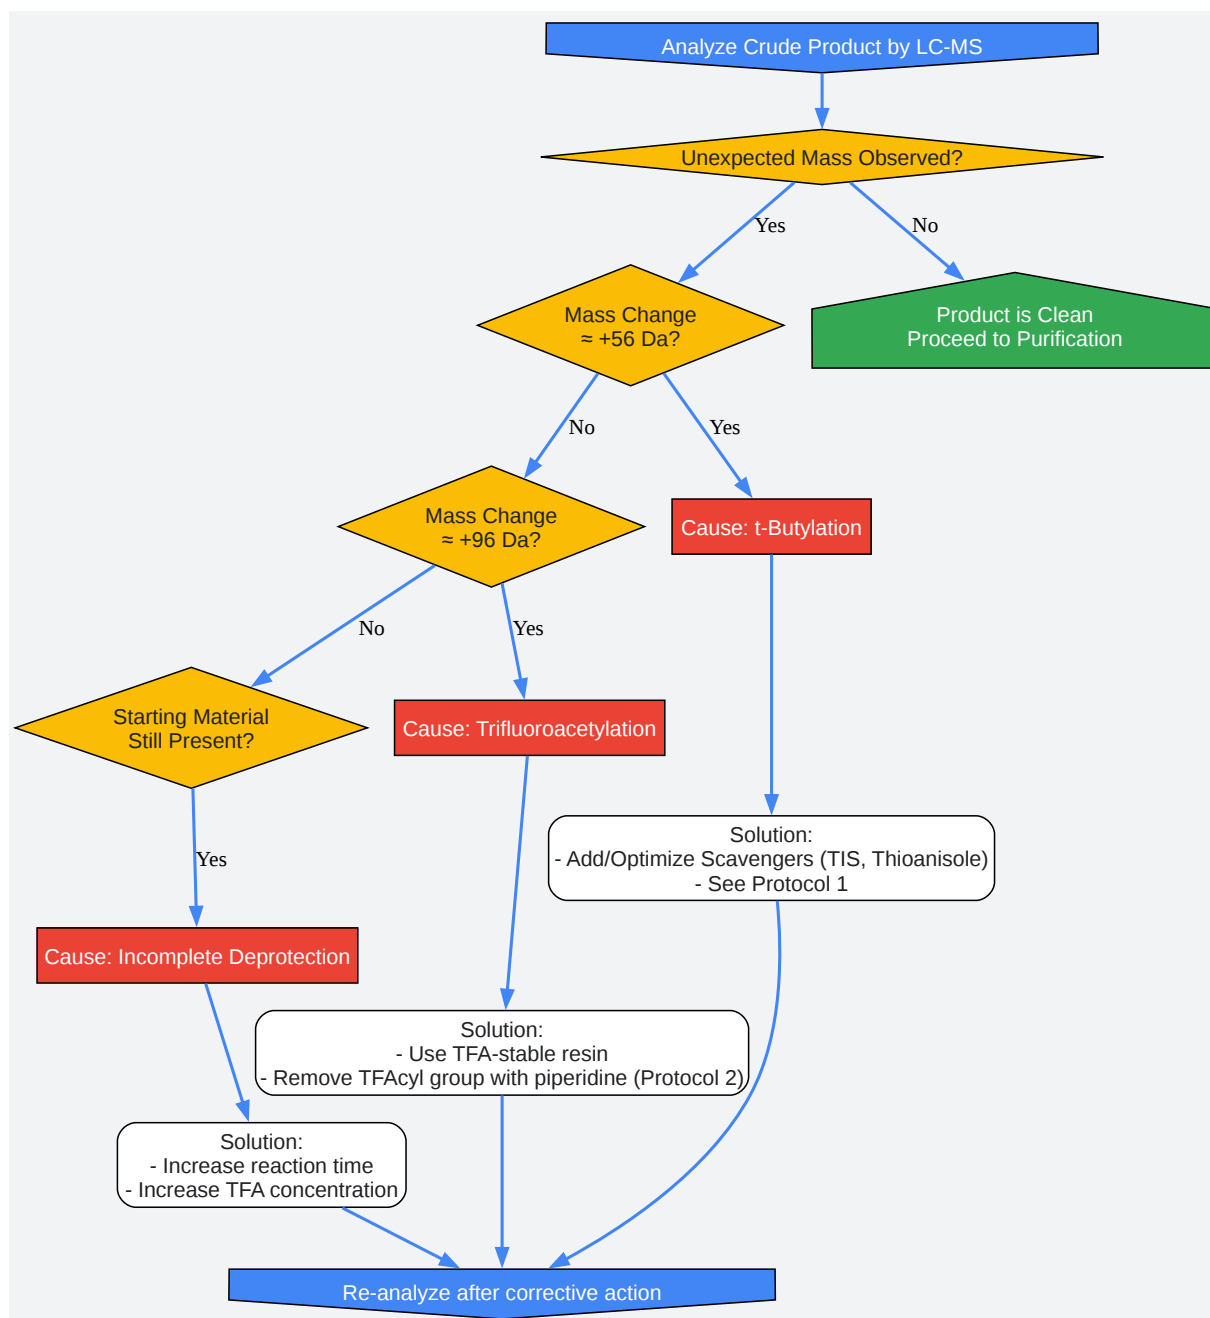 Analyze Crude Product by LC-MS
Unexpected Mass Observed?
Yes
No
Mass Change
≈ +56 Da?
Product is Clean
Proceed to Purification
No
Yes
Mass Change
≈ +96 Da?
Cause: t-Butylation
No
Yes
Starting Material
Still Present?
Cause: Trifluoroacetylation
Solution:
- Add/Optimize Scavengers (TIS, Thioanisole)
- See Protocol 1
Yes
Cause: Incomplete Deprotection
Solution:
- Use TFA-stable resin
- Remove TFAcyl group with piperidine (Protocol 2)
Solution:
- Increase reaction time
- Increase TFA concentration
Re-analyze after corrective action